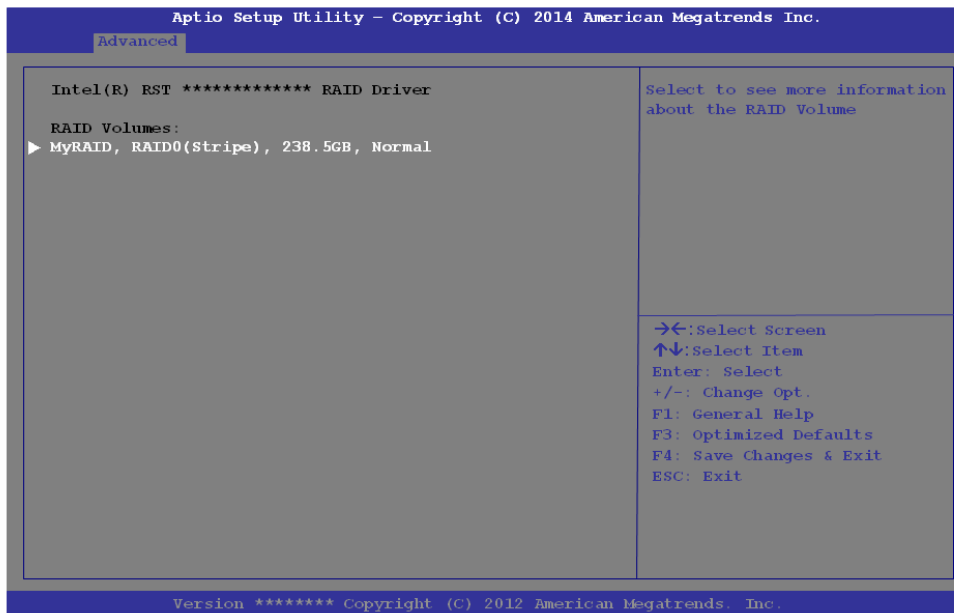 Aptio Setup Utility – Copyright (C) 2014 American Megatrends Inc.
Advanced
Intel(R) RST ************* RAID Driver
RAID Volumes:
▶ MyRAID, RAID0(Stripe), 238.5GB, Normal
Select to see more information
about the RAID Volume
→←:Select Screen
↑↓:Select Item
Enter: Select
+/-: Change Opt.
F1: General Help
F3: Optimized Defaults
F4: Save Changes & Exit
ESC: Exit
Version ******** Copyright (C) 2012 American Megatrends. Inc.